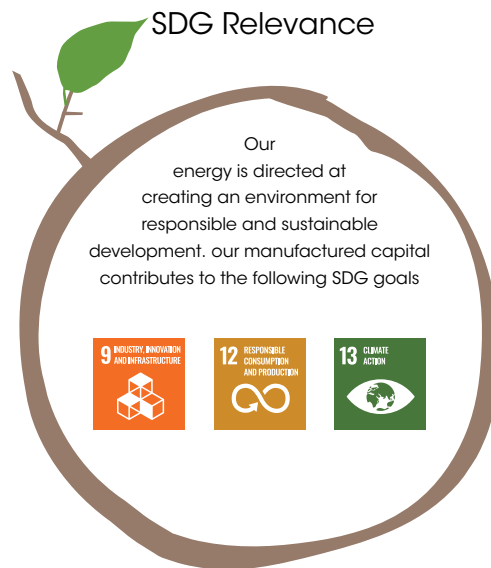 SDG Relevance
Our
energy is directed at
creating an environment for
responsible and sustainable
development. our manufactured capital
contributes to the following SDG goals
9 INDUSTRY, INNOVATION
AND INFRASTRUCTURE
12 RESPONSIBLE
CONSUMPTION
AND PRODUCTION
13 CLIMATE
ACTION